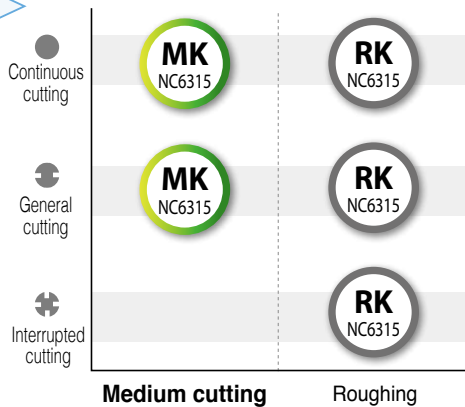 Continuous
cutting
MK
NC6315
RK
NC6315
General
cutting
MK
NC6315
RK
NC6315
Interrupted
cutting
RK
NC6315
Medium cutting
Roughing